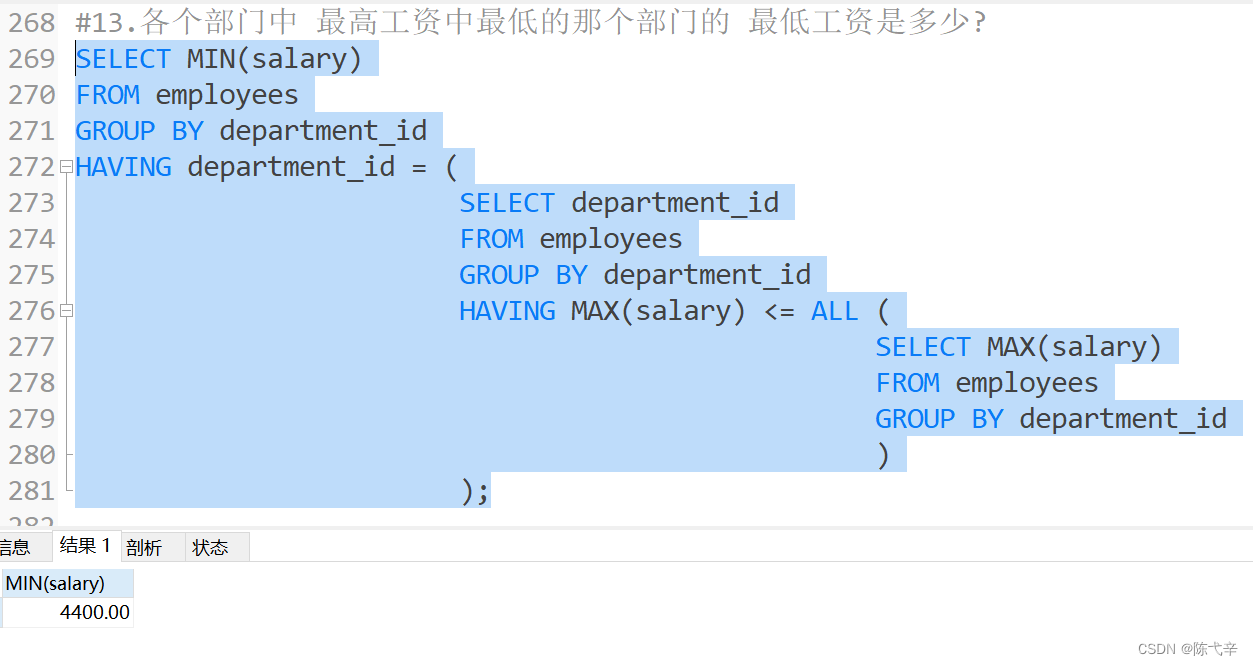 268 #13.各个部门中 最高工资中最低的那个部门的 最低工资是多少?
269 SELECT MIN(salary)
270 FROM employees
271 GROUP BY department_id
272 HAVING department_id = (
273 SELECT department_id
274 FROM employees
275 GROUP BY department_id
276 HAVING MAX(salary) <= ALL (
277 SELECT MAX(salary)
278 FROM employees
279 GROUP BY department_id
280 )
281 );
282
信息 结果 1 剖析 状态
MIN(salary)
4400.00
CSDN @陈弋辛